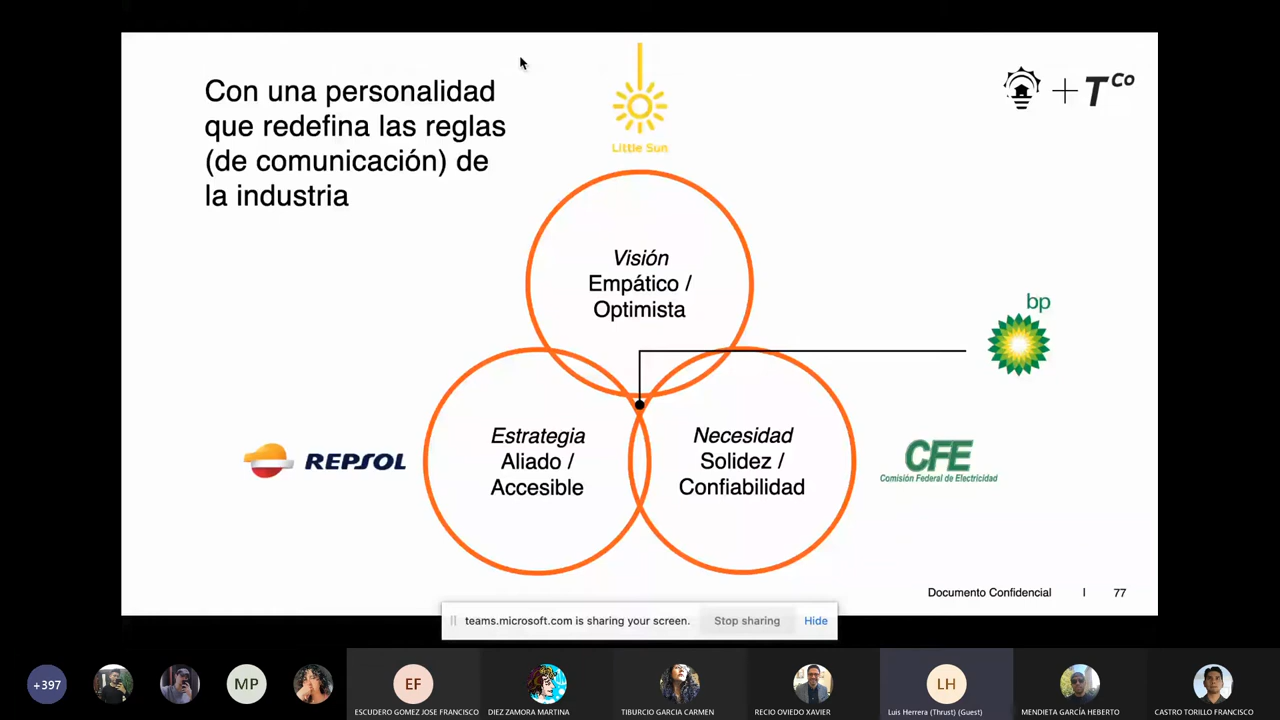 Con una personalidad
que redefina las reglas
(de comunicación) de
la industria
Little Sun
+ T Co
Visión
Empático /
Optimista
bp
Estrategia
Aliado /
Accesible
Necesidad
Solidez /
Confiabilidad
REPSOL
CFE
Comisión Federal de Electricidad
Documento Confidencial | 77
teams.microsoft.com is sharing your screen. Stop sharing Hide
+397
MP
EF
LH
ESCUDERO GOMEZ JOSE FRANCISCO
DIEZ ZAMORA MARTINA
TIBURCIO GARCIA CARMEN
RECIO OVIEDO XAVIER
Luis Herrera (Thrust) (Guest)
MENDIETA GARCÍA HEBERTO
CASTRO TORILLO FRANCISCO